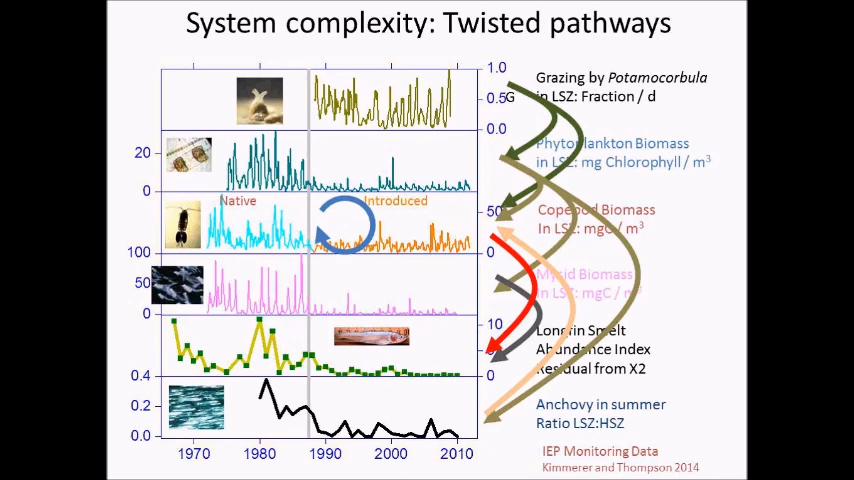 System complexity: Twisted pathways
1.0
0.5
0.0
G
Grazing by Potamocorbula
in LSZ: Fraction / d
20
0
Phytoplankton Biomass
in LSZ: mg Chlorophyll / m3
Native
Introduced
50
0
Copepod Biomass
In LSZ: mgC / m3
100
50
0
Mysid Biomass
in LSZ: mgC / m
10
0
Longfin Smelt
Abundance Index
Residual from X2
0.4
0.2
0.0
Anchovy in summer
Ratio LSZ:HSZ
1970
1980
1990
2000
2010
IEP Monitoring Data
Kimmerer and Thompson 2014